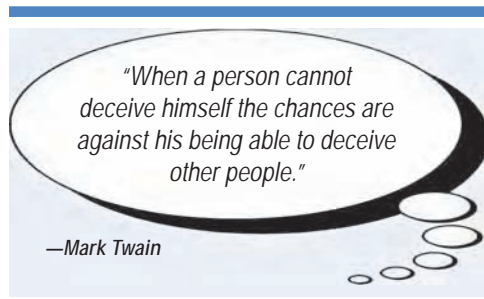 "When a person cannot
deceive himself the chances are
against his being able to deceive
other people."
—Mark Twain